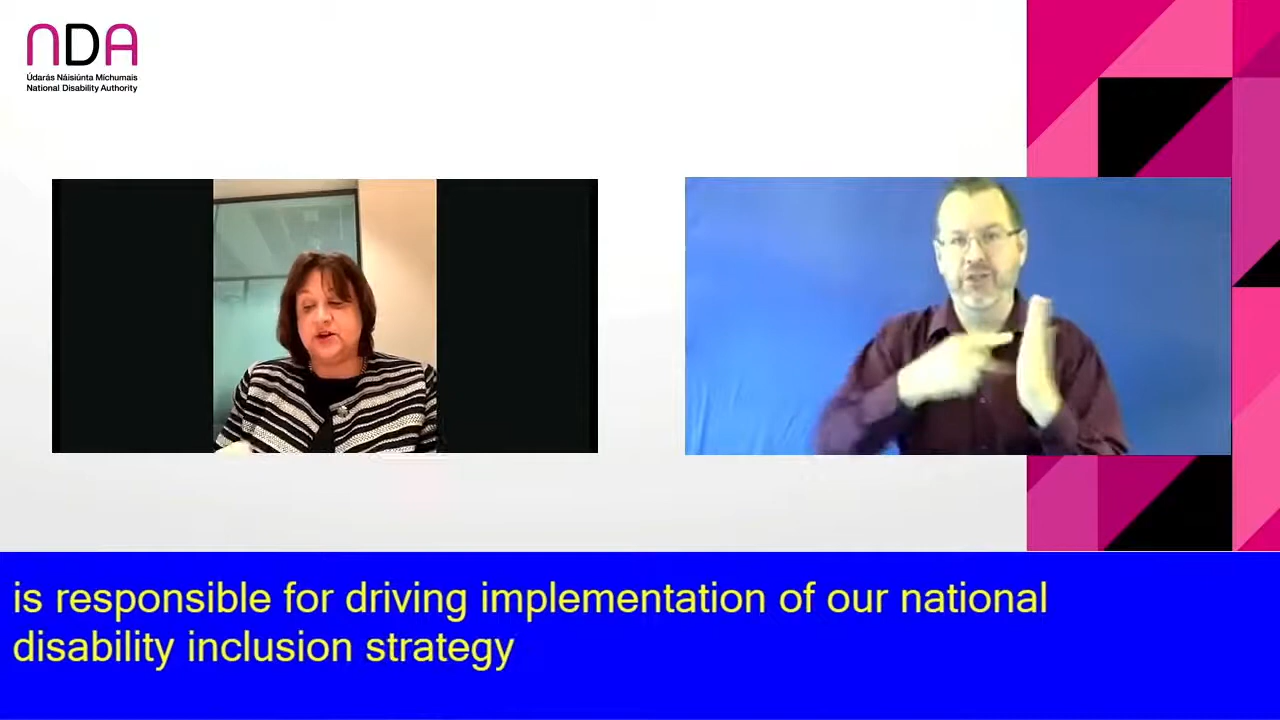 NDA
Údarás Náisiúnta Míchumais
National Disability Authority
is responsible for driving implementation of our national
disability inclusion strategy